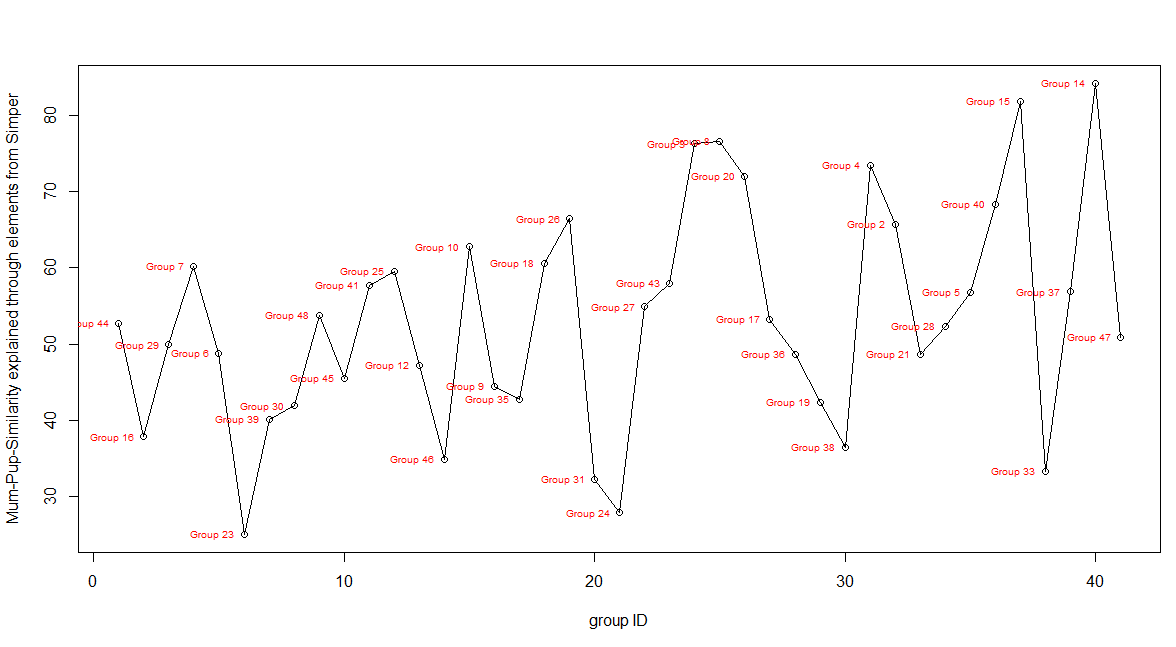 Mum-Pup-Similarity explained through elements from Simper
80
70
60
50
40
30
oup 44
Group 16
Group 29
Group 7
Group 6
Group 23
Group 39
Group 30
Group 48
Group 45
Group 41
Group 25
Group 12
Group 46
Group 10
Group 9
Group 35
Group 18
Group 26
Group 31
Group 24
Group 27
Group 43
Group
Group 8
Group 20
Group 17
Group 36
Group 19
Group 38
Group 4
Group 2
Group 21
Group 28
Group 5
Group 40
Group 15
Group 33
Group 37
Group 14
Group 47
0
10
20
30
40
group ID